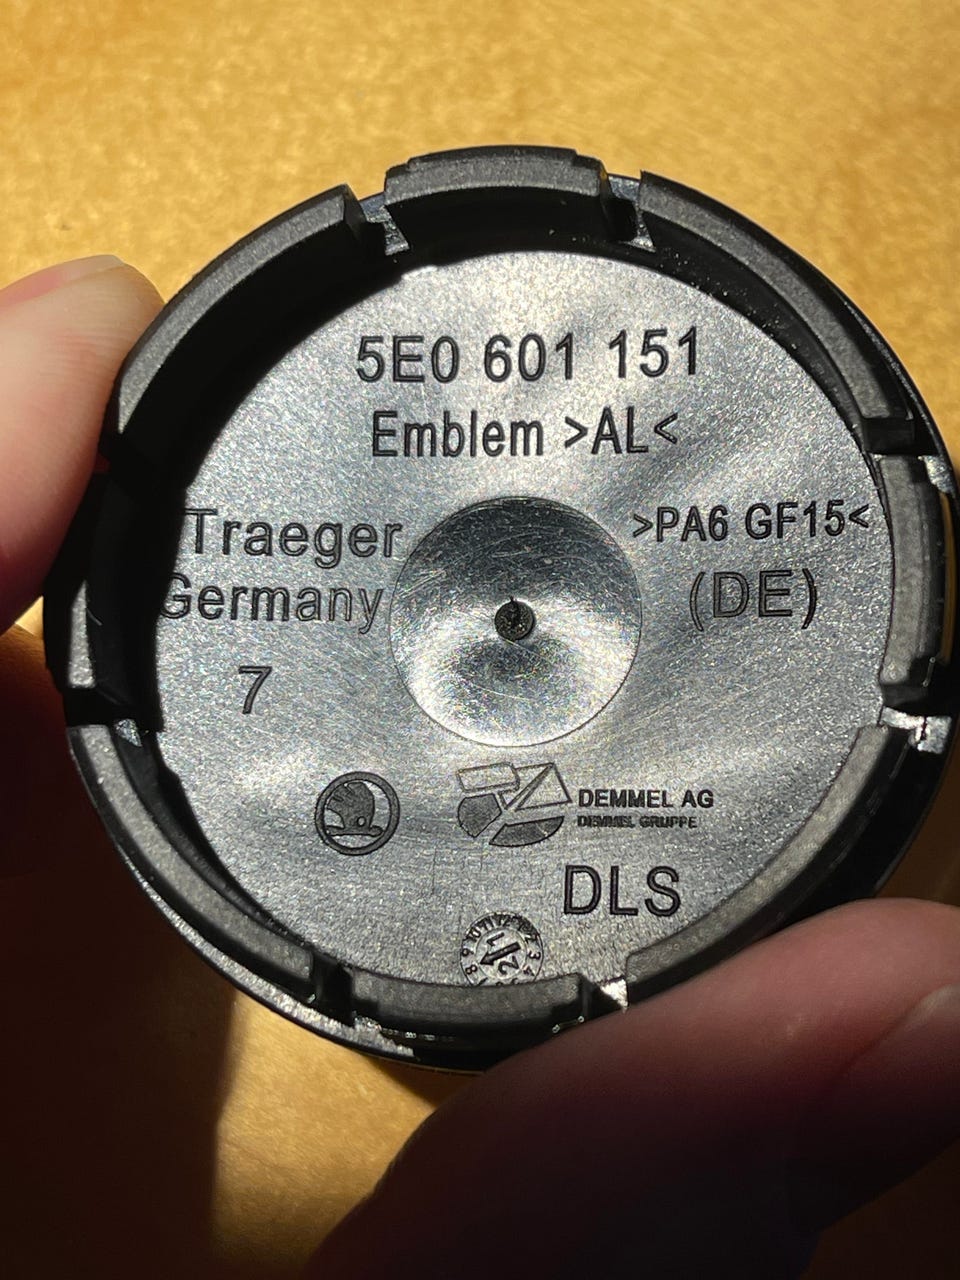 5E0 601 151
Emblem >AL<
Traeger
Germany
>PA6 GF15<
(DE)
7
DEMMEL AG
DEMMEL GRUPPE
DLS